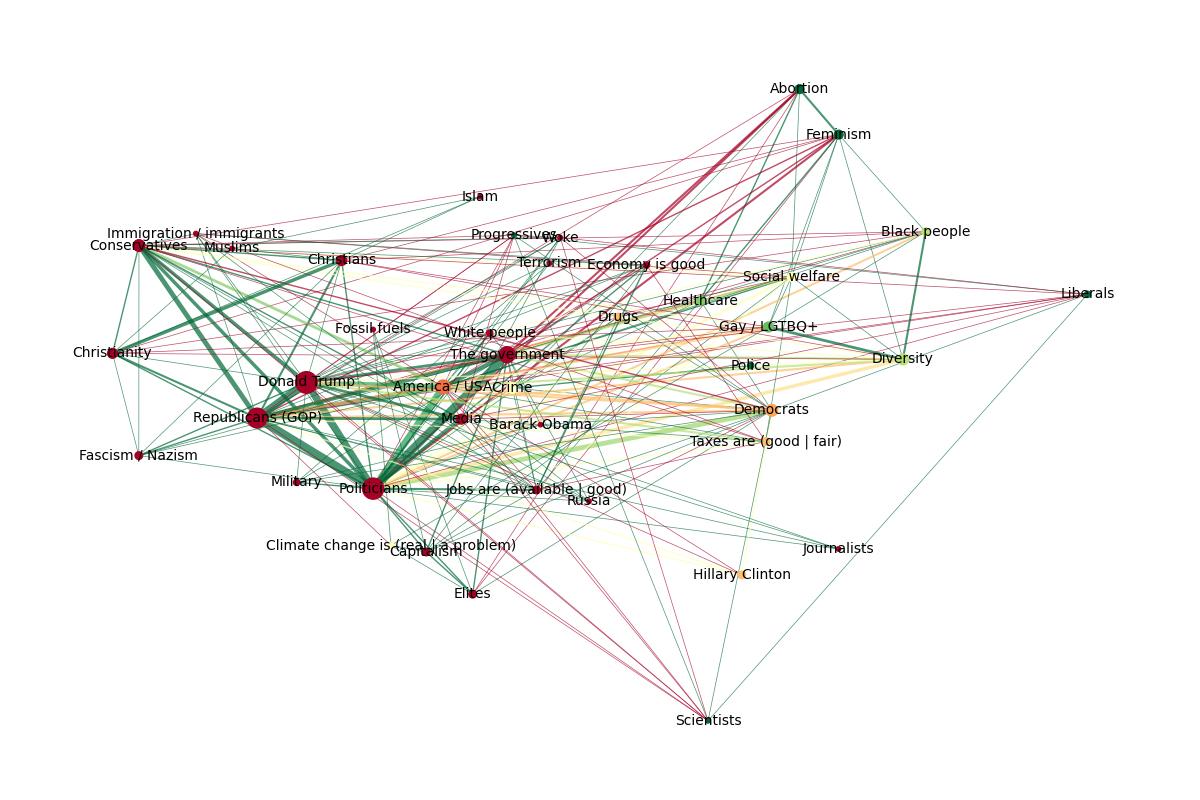 Abortion
Feminism
Islam
Black people
Immigration / immigrants
Progressives
Woke
Conservatives
Muslims
Christians
Terrorism
Economy is good
Social welfare
Liberals
Healthcare
Drugs
Gay / LGTBQ+
Fossil fuels
White people
Christianity
The government
Diversity
Police
Donald Trump
America / USA
Crime
Democrats
Republicans (GOP)
Media
Barack Obama
Taxes are (good | fair)
Fascism / Nazism
Military
Politicians
Jobs are (available | good)
Russia
Climate change is (real | a problem)
Capitalism
Journalists
Hillary Clinton
Elites
Scientists